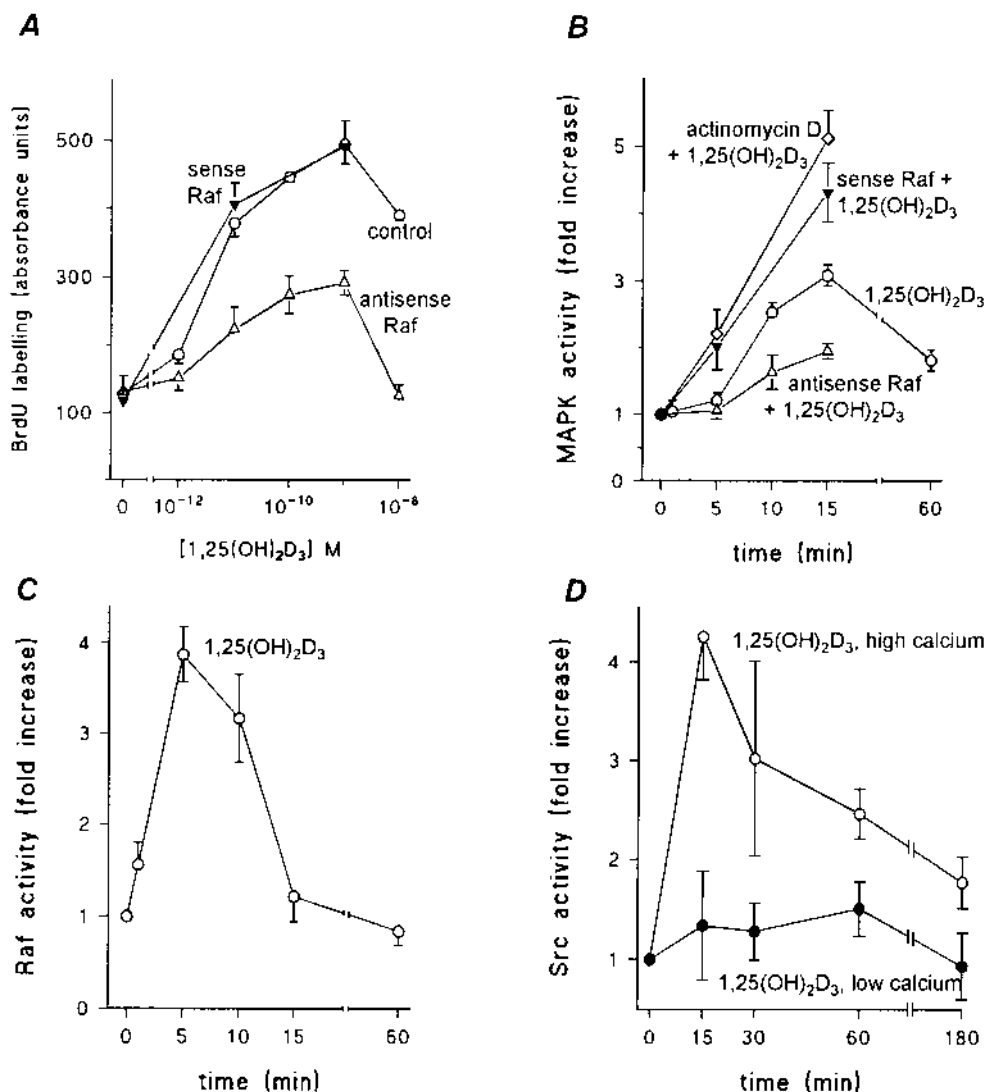 A
BrdU labelling (absorbance units)
500
300
100
sense
Raf
control
antisense
Raf
0
10⁻¹²
10⁻¹⁰
10⁻⁸
[1,25(OH)₂D₃] M
B
MAPK activity (fold increase)
5
3
1
0
actinomycin D
+ 1,25(OH)₂D₃
sense Raf +
1,25(OH)₂D₃
1,25(OH)₂D₃
antisense Raf
+ 1,25(OH)₂D₃
0
5
10
15
60
time (min)
C
Raf activity (fold increase)
4
3
2
1
0
1,25(OH)₂D₃
0
5
10
15
60
time (min)
D
Src activity (fold increase)
4
3
2
1
1,25(OH)₂D₃, high calcium
1,25(OH)₂D₃, low calcium
0
15
30
60
180
time (min)